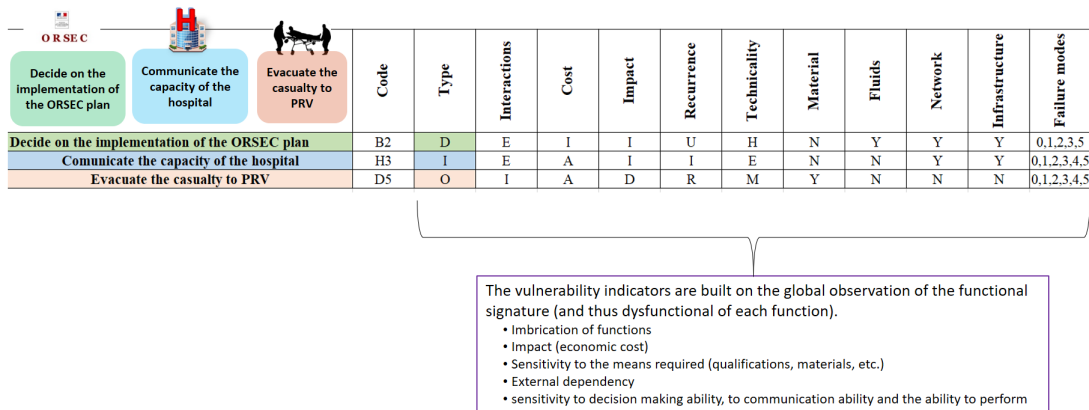 ORSEC
H
Decide on the
implementation of
the ORSEC plan
Communicate the
capacity of the
hospital
Evacuate the
casualty to
PRV
Code
Type
Interactions
Cost
Impact
Recurrence
Technicality
Material
Fluids
Network
Infrastructure
Failure modes
Decide on the implementation of the ORSEC plan B2 D E I I U H N Y Y Y 0,1,2,3,5
Comunicate the capacity of the hospital H3 I E A I I E N N Y Y 0,1,2,3,4,5
Evacuate the casualty to PRV D5 O I A D R M Y N N N 0,1,2,3,4,5
The vulnerability indicators are built on the global observation of the functional
signature (and thus dysfunctional of each function).
• Imbrication of functions
• Impact (economic cost)
• Sensitivity to the means required (qualifications, materials, etc.)
• External dependency
• sensitivity to decision making ability, to communication ability and the ability to perform